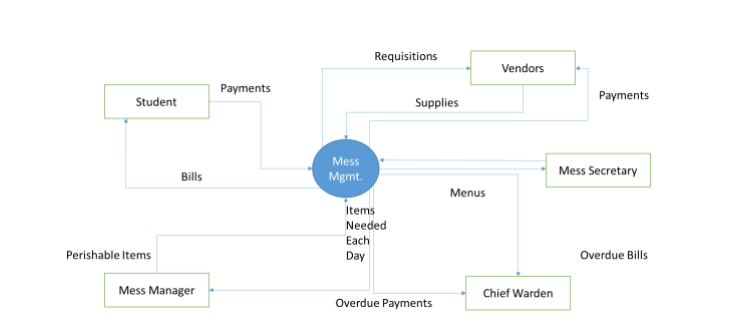 Requisitions
Vendors
Payments
Student
Supplies
Payments
Mess
Mgmt.
Mess Secretary
Bills
Menus
Items
Needed
Each
Day
Perishable Items
Overdue Bills
Mess Manager
Chief Warden
Overdue Payments